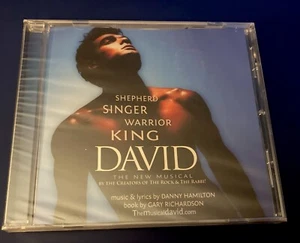 SHEPHERD
SINGER
WARRIOR
KING
DAVID
THE NEW MUSICAL
BY THE CREATORS OF THE ROCK & THE RABBI
music & lyrics by DANNY HAMILTON
book by GARY RICHARDSON
Themusicaldavid.com